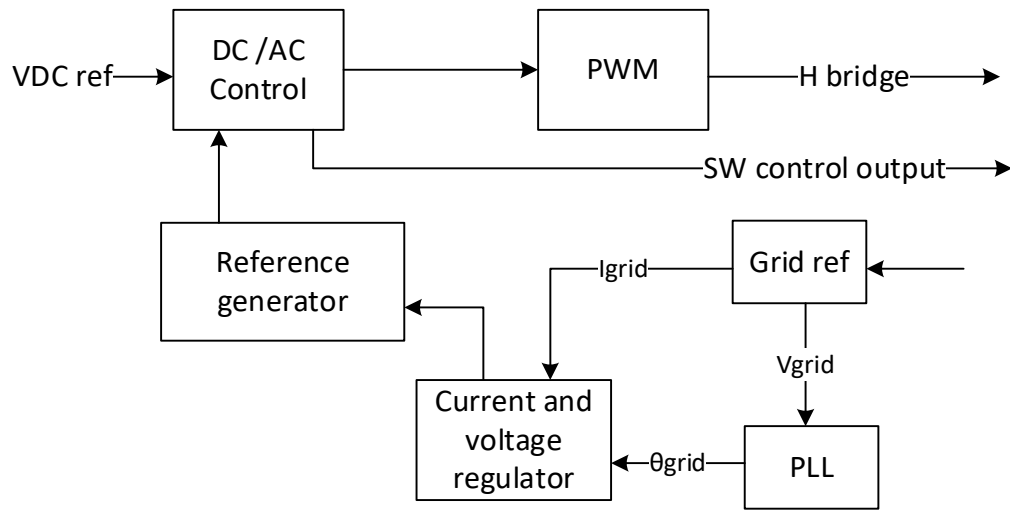 DC /AC
Control
PWM
VDC ref
H bridge
SW control output
Reference
generator
Igrid
Grid ref
Vgrid
Current and
voltage
regulator
θgrid
PLL